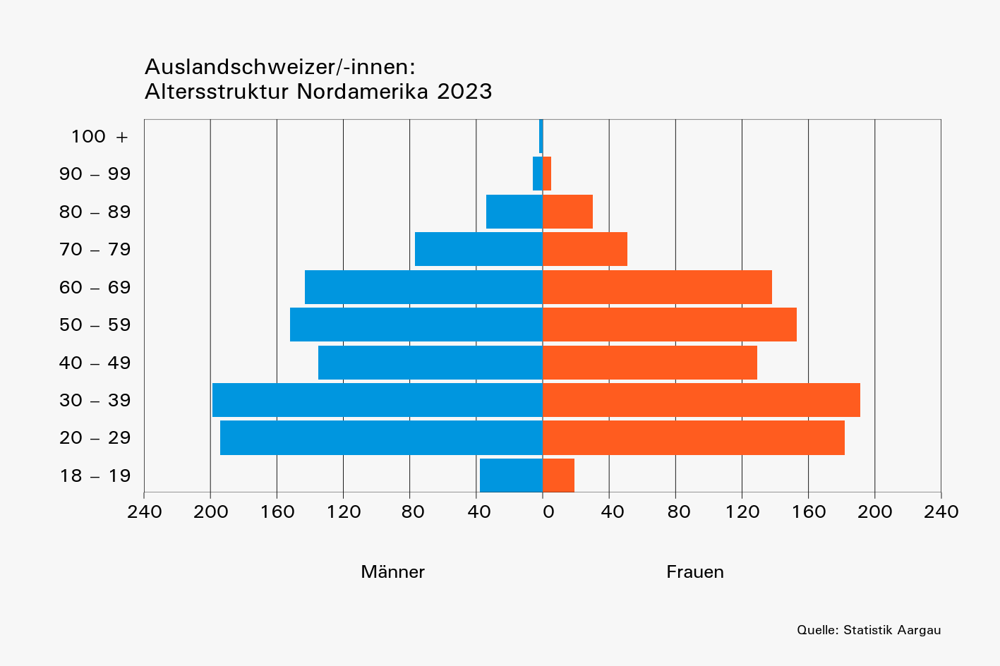 Auslandschweizer/-innen:
Altersstruktur Nordamerika 2023
100 +
90 – 99
80 – 89
70 – 79
60 – 69
50 – 59
40 – 49
30 – 39
20 – 29
18 – 19
240 200 160 120 80 40 0 40 80 120 160 200 240
Männer Frauen
Quelle: Statistik Aargau